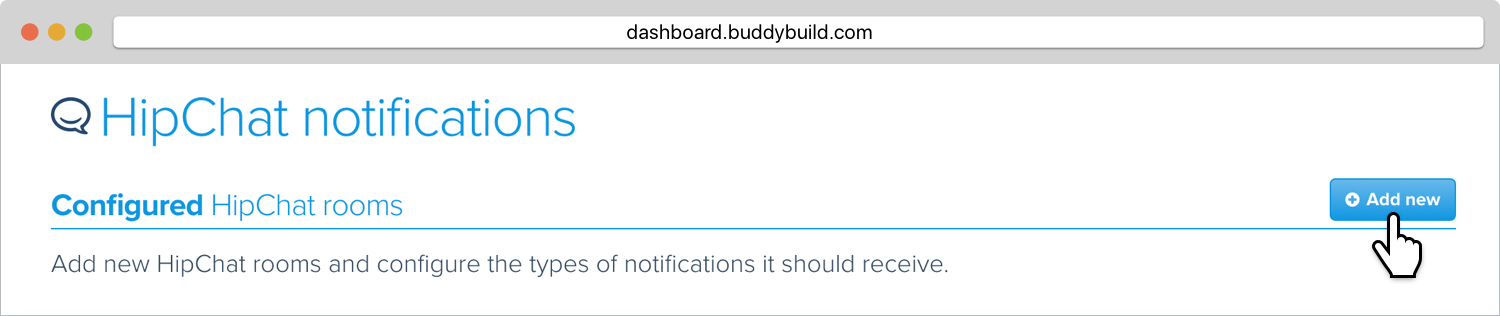 dashboard.buddybuild.com
HipChat notifications
Configured HipChat rooms
Add new
Add new HipChat rooms and configure the types of notifications it should receive.